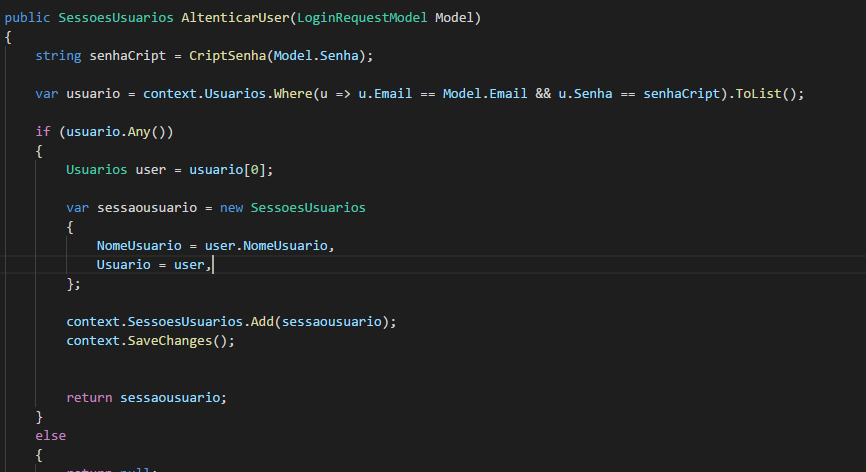 public SessoesUsuarios AltenticarUser(LoginRequestModel Model)
{
string senhaCript = CriptSenha(Model.Senha);
var usuario = context.Usuarios.Where(u => u.Email == Model.Email && u.Senha == senhaCript).ToList();
if (usuario.Any())
{
Usuarios user = usuario[0];
var sessaousuario = new SessoesUsuarios
{
NomeUsuario = user.NomeUsuario,
Usuario = user,
};
context.SessoesUsuarios.Add(sessaousuario);
context.SaveChanges();
return sessaousuario;
}
else
{
return null;